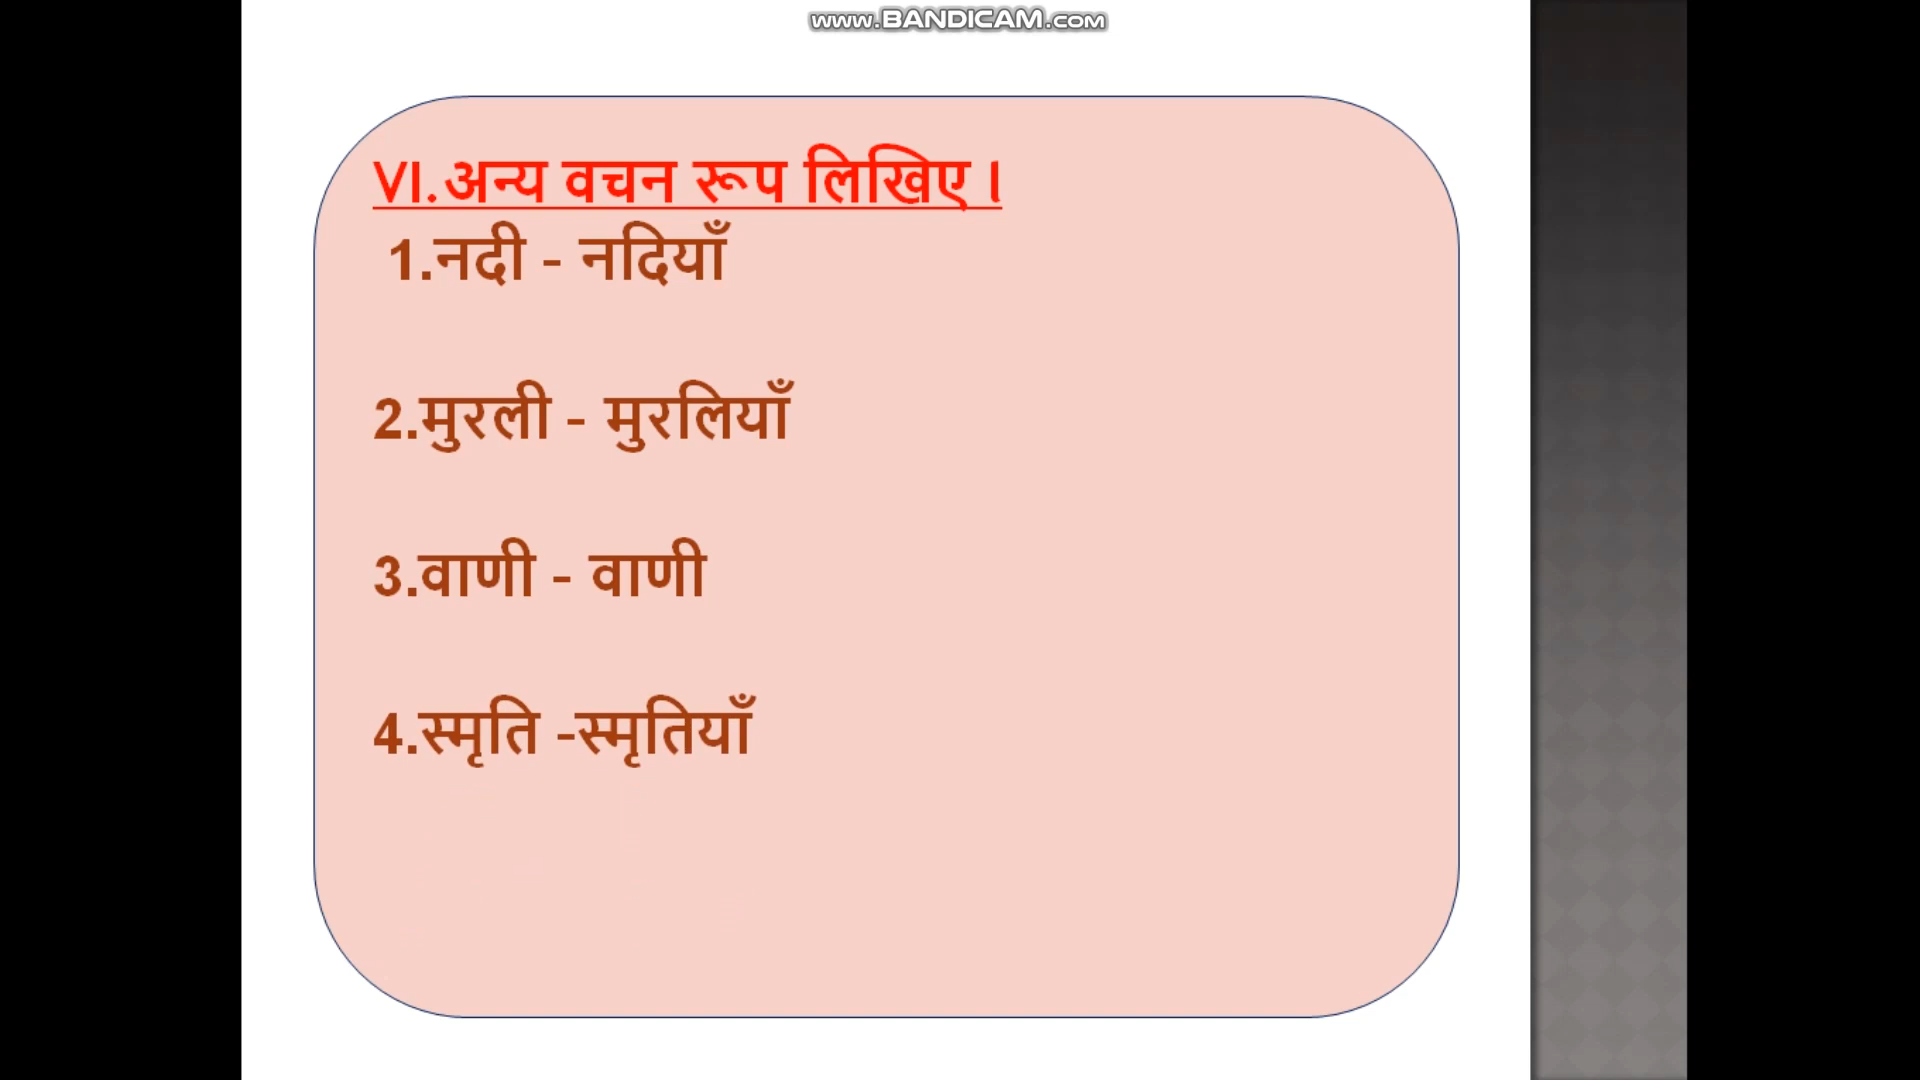 www.BANDICAM.com
VI.अन्य वचन रूप लिखिए ।
1.नदी - नदियाँ
2.मुरली - मुरलियाँ
3.वाणी - वाणी
4.स्मृति -स्मृतियाँ